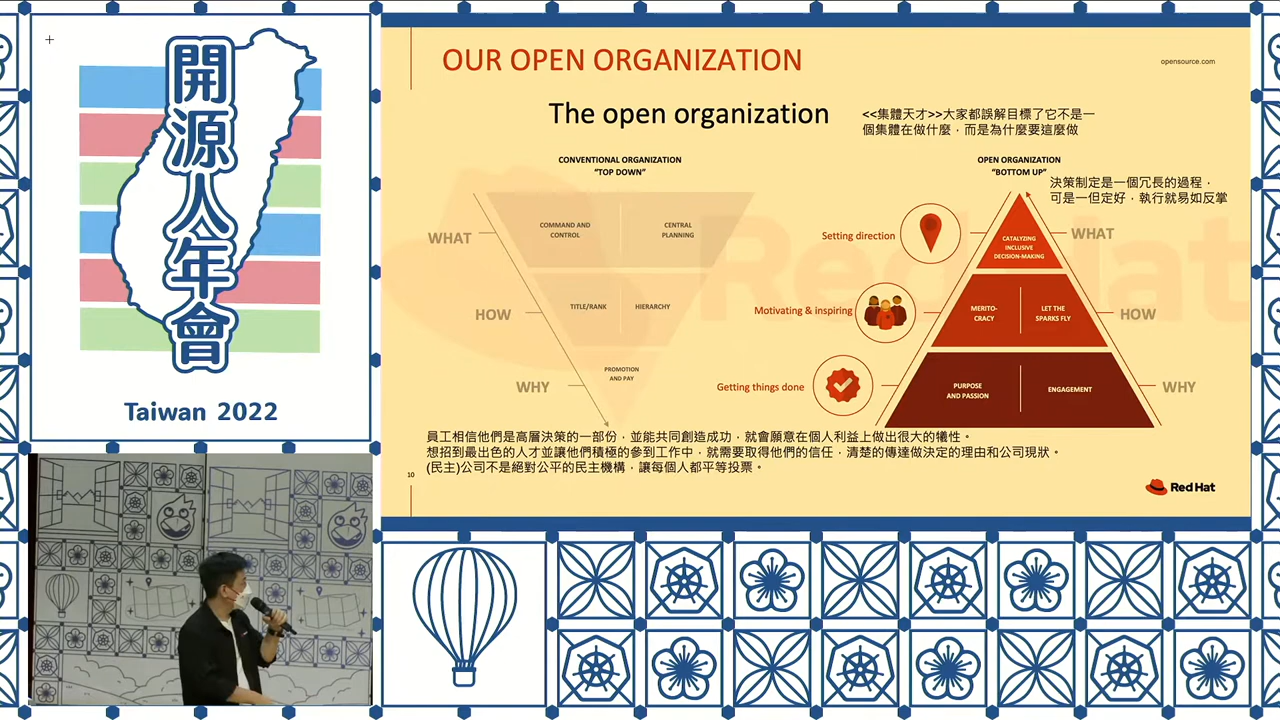 開源人年會
Taiwan 2022
OUR OPEN ORGANIZATION
opensource.com
The open organization
<<集體天才>>大家都誤解目標了它不是一
個集體在做什麼，而是為什麼要這麼做
CONVENTIONAL ORGANIZATION
"TOP DOWN"
WHAT
COMMAND AND
CONTROL
CENTRAL
PLANNING
HOW
TITLE/RANK
HIERARCHY
WHY
PROMOTION
AND PAY
OPEN ORGANIZATION
"BOTTOM UP"
決策制定是一個冗長的過程，
可是一但定好，執行就易如反掌
Setting direction
CATALYZING
INCLUSIVE
DECISION-MAKING
WHAT
Motivating & inspiring
MERITO-
CRACY
LET THE
SPARKS FLY
HOW
Getting things done
PURPOSE
AND PASSION
ENGAGEMENT
WHY
員工相信他們是高層決策的一部份，並能共同創造成功，就會願意在個人利益上做出很大的犧性。
想招到最出色的人才並讓他們積極的參到工作中，就需要取得他們的信任，清楚的傳達做決定的理由和公司現狀。
(民主)公司不是絕對公平的民主機構，讓每個人都平等投票。
10
Red Hat
Red Hat